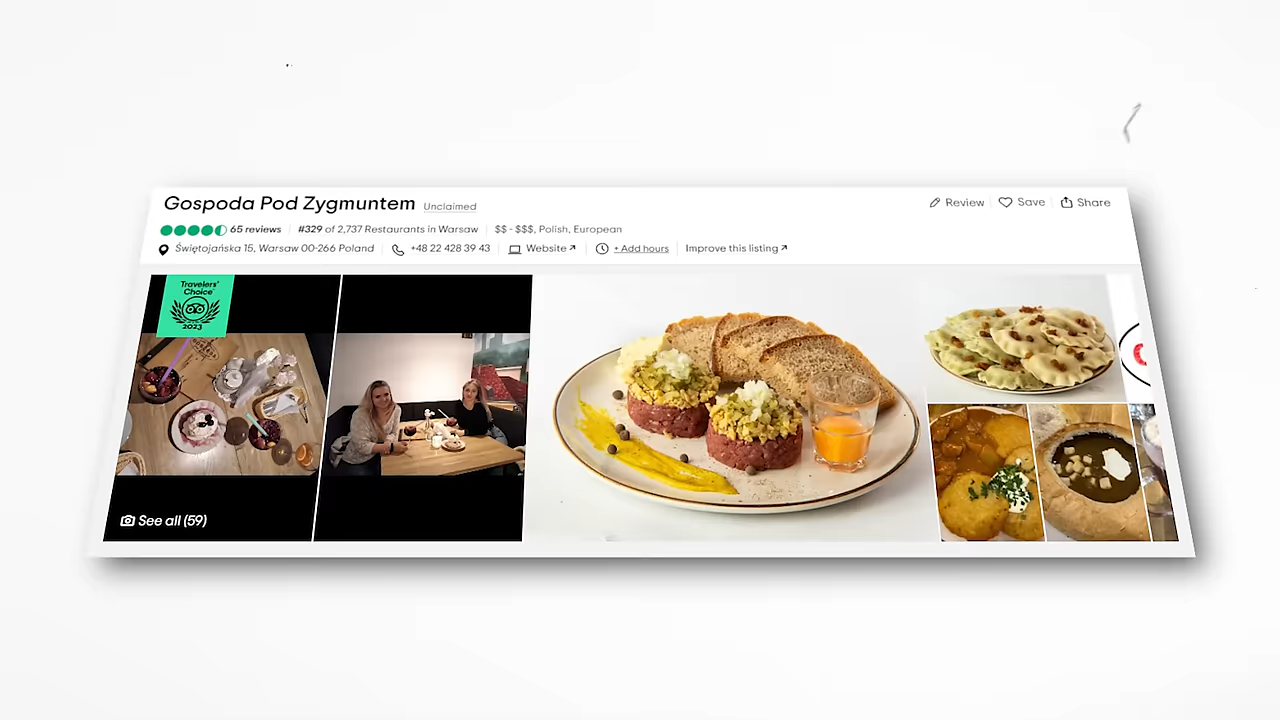 Gospoda Pod Zygmuntem Unclaimed
Review Save Share
65 reviews #329 of 2,737 Restaurants in Warsaw $$ - $$$, Polish, European
Świętojańska 15, Warsaw 00-266 Poland +48 22 428 39 43 Website + Add hours Improve this listing
Travelers'
Choice
2023
See all (59)